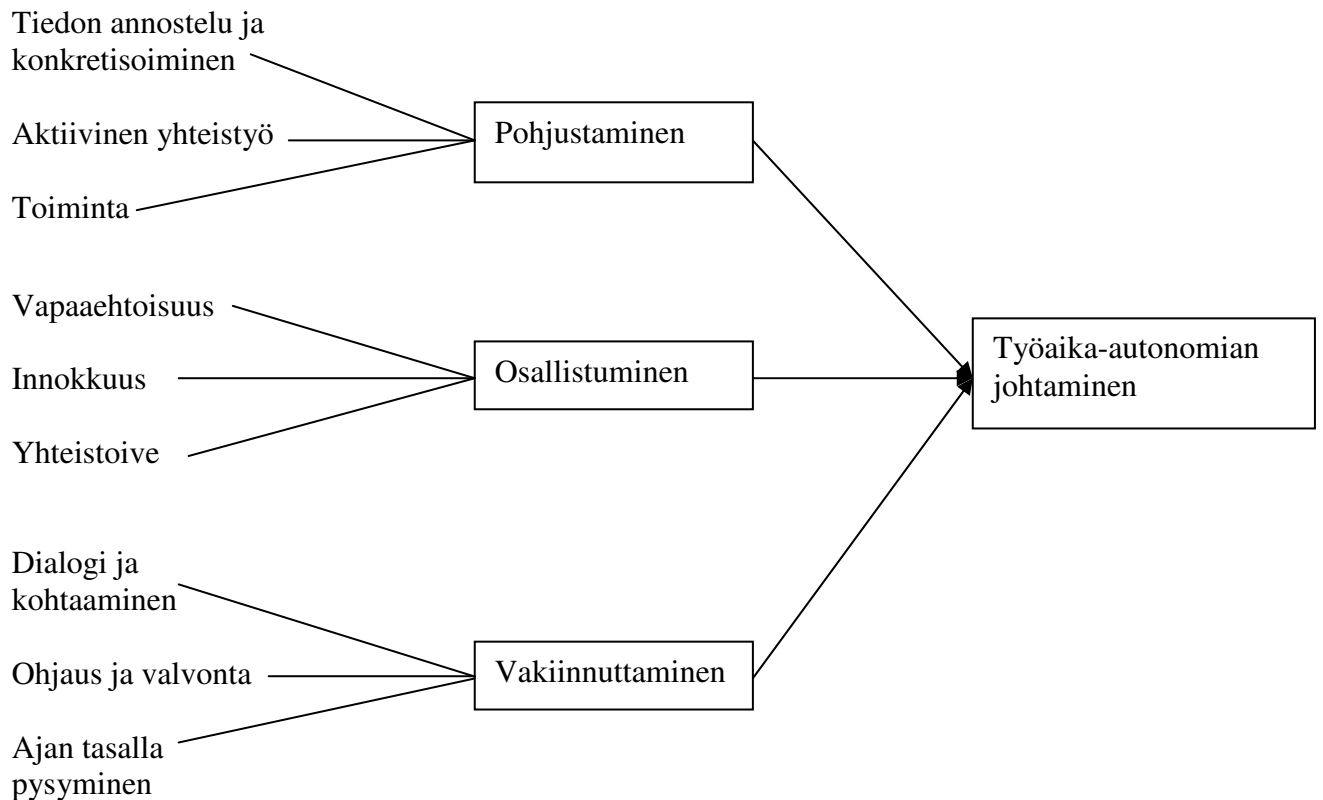 Tiedon annostelu ja
konkretisoiminen
Aktiivinen yhteistyö
Toiminta
Pohjustaminen
Vapaaehtoisuus
Innokkuus
Yhteistoive
Osallistuminen
Dialogi ja
kohtaaminen
Ohjaus ja valvonta
Ajan tasalla
pysyminen
Vakiinnuttaminen
Työaika-autonomian
johtaminen